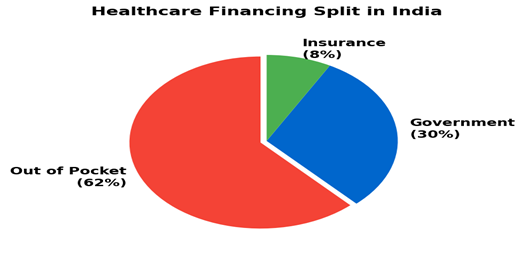 Healthcare Financing Split in India
Insurance
(8%)
Government
(30%)
Out of Pocket
(62%)